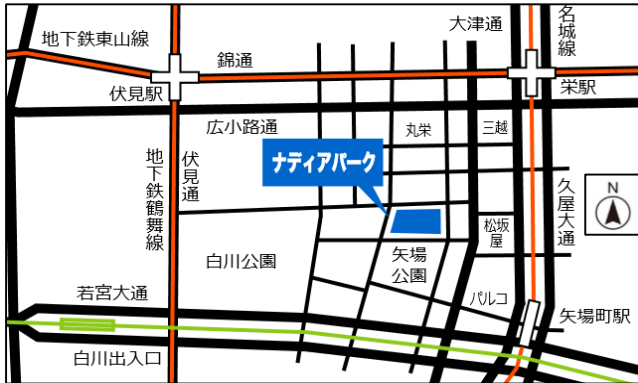 大津通
名城線
地下鉄東山線
錦通
伏見駅
栄駅
広小路通
丸栄
三越
地下鉄鶴舞線
伏見通
ナディアパーク
久屋大通
N
松坂
屋
白川公園
矢場
公園
若宮大通
パルコ
矢場町駅
白川出入口